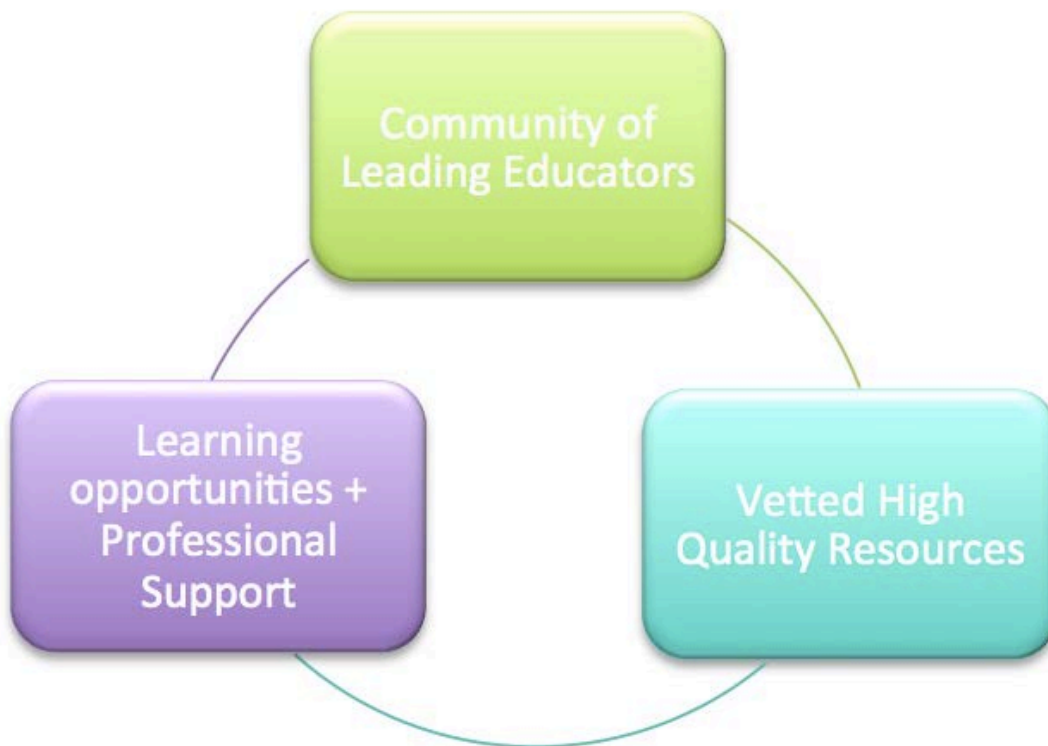 Community of
Leading Educators
Learning
opportunities +
Professional
Support
Vetted High
Quality Resources